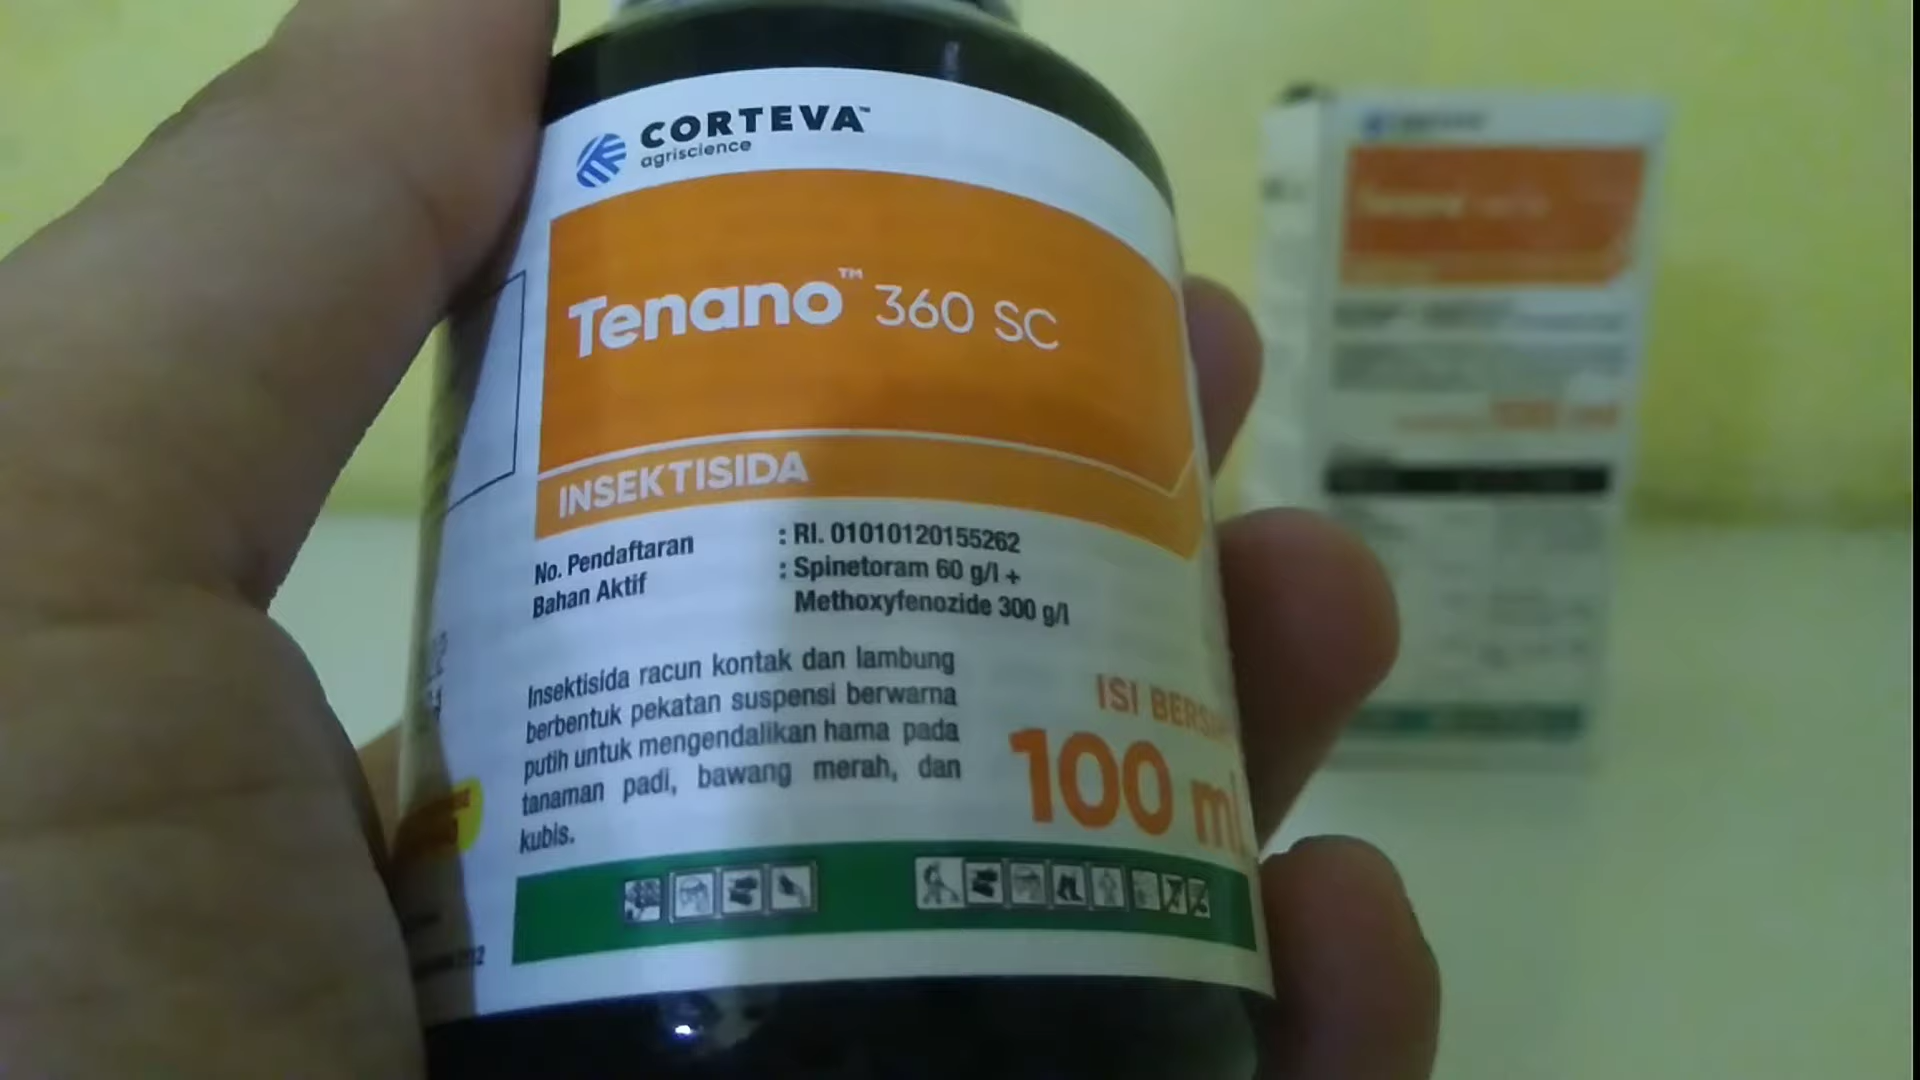 CORTEVA™
agriscience
Tenano™ 360 SC
INSEKTISIDA
No. Pendaftaran : RI. 01010120155262
Bahan Aktif : Spinetoram 60 g/l +
Methoxyfenozide 300 g/l
Insektisida racun kontak dan lambung
berbentuk pekatan suspensi berwarna
putih untuk mengendalikan hama pada
tanaman padi, bawang merah, dan
kubis.
ISI
100 ml